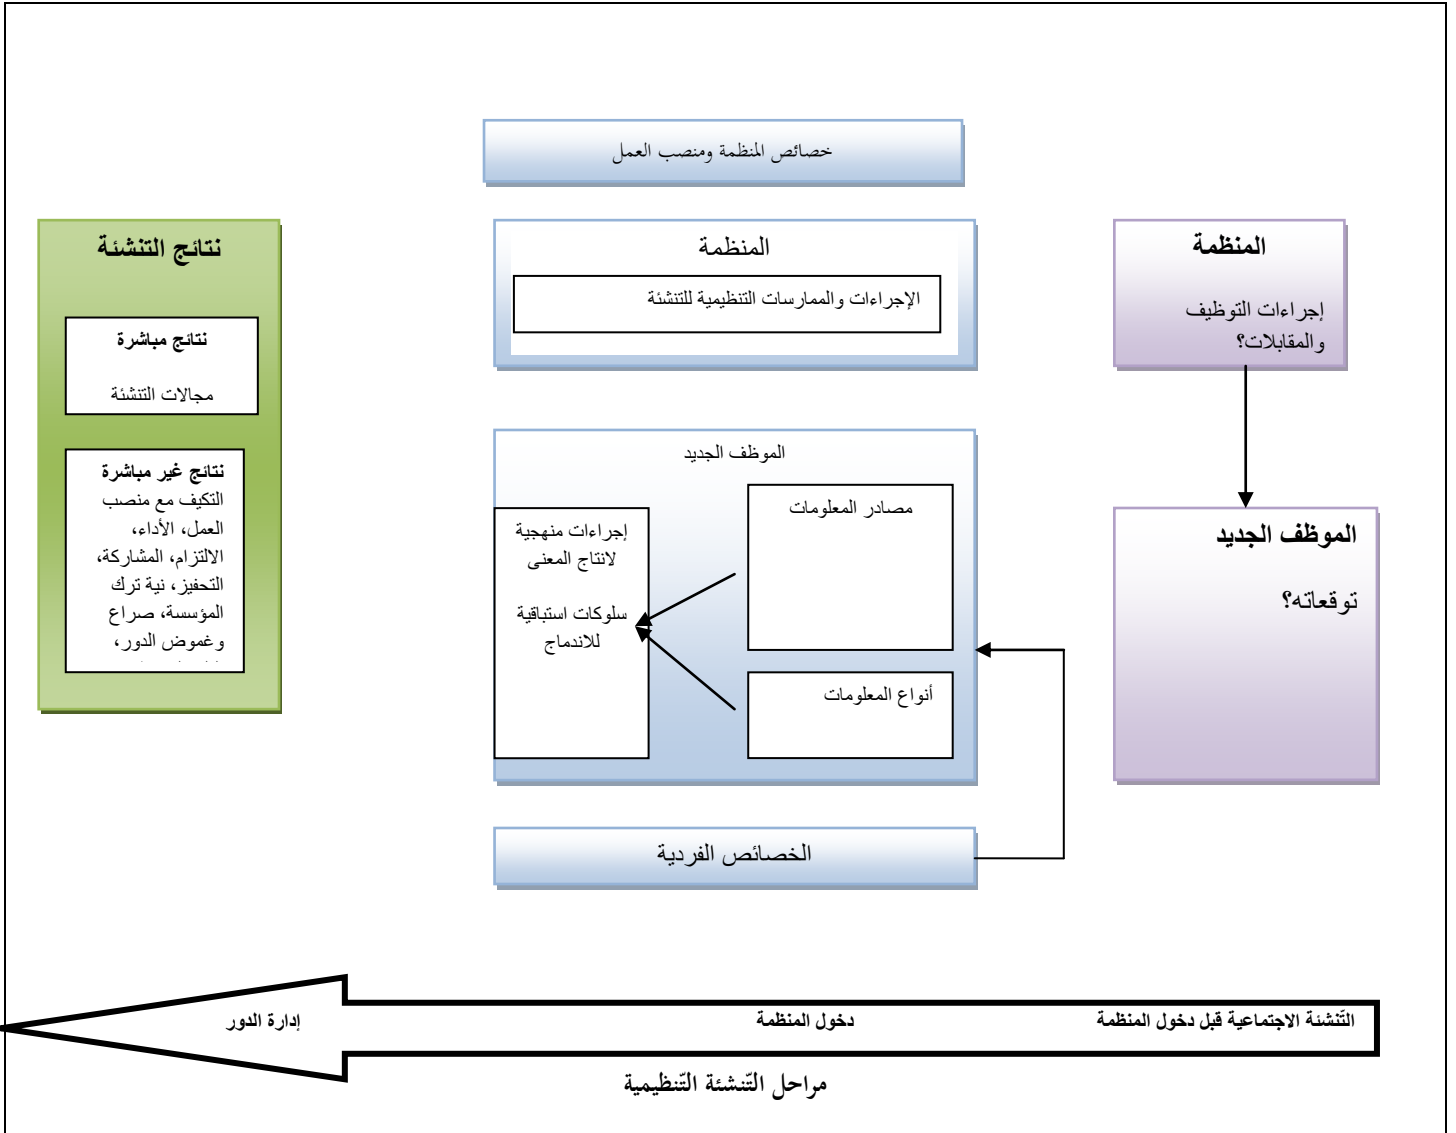 خصائص المنظمة ومنصب العمل
المنظمة
إجراءات التوظيف
والمقابلات؟
الموظف الجديد
توقعاته؟
المنظمة
الإجراءات والممارسات التنظيمية للتنشئة
الموظف الجديد
مصادر المعلومات
أنواع المعلومات
إجراءات منهجية
لانتاج المعنى
سلوكات استباقية
للاندماج
الخصائص الفردية
نتائج التنشئة
نتائج مباشرة
مجالات التنشئة
نتائج غير مباشرة
التكيف مع منصب
العمل، الأداء،
الالتزام، المشاركة،
التحفيز، نية ترك
المؤسسة، صراع
وغموض الدور،
التّنشئة الاجتماعية قبل دخول المنظمة
دخول المنظمة
إدارة الدور
مراحل التّنشئة التّنظيمية